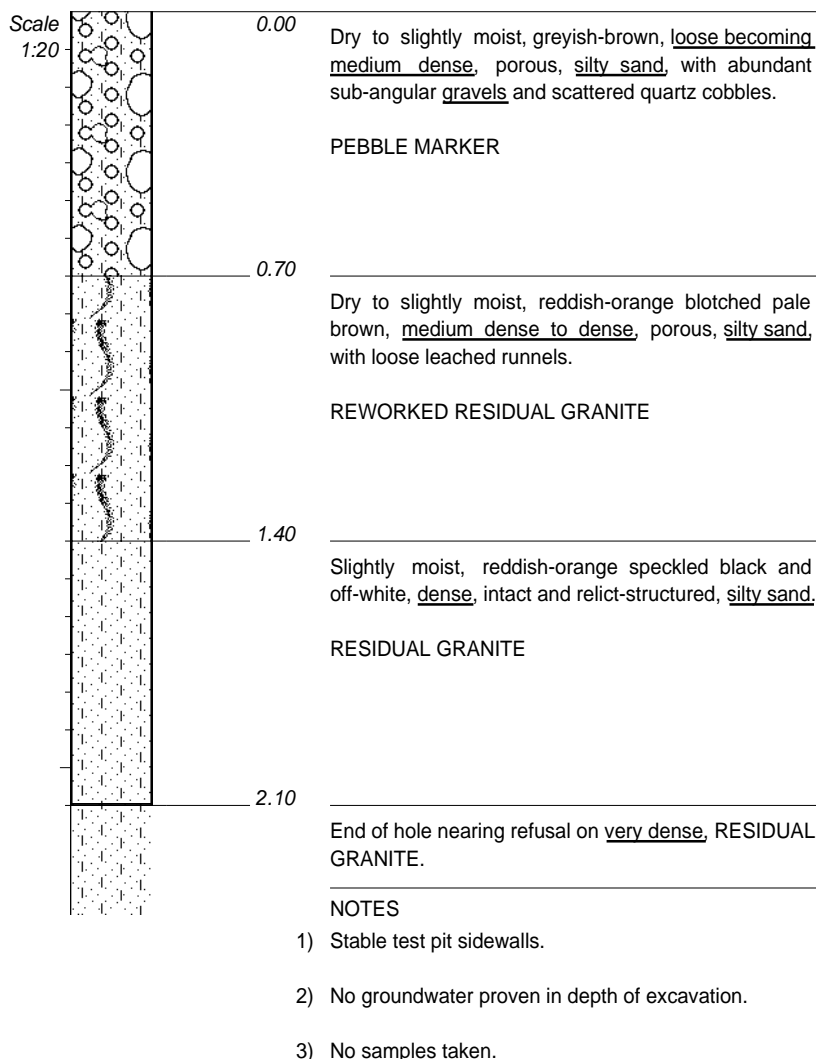 Scale
1:20
0.00
Dry to slightly moist, greyish-brown, loose becoming
medium dense, porous, silty sand, with abundant
sub-angular gravels and scattered quartz cobbles.
PEBBLE MARKER
0.70
Dry to slightly moist, reddish-orange blotched pale
brown, medium dense to dense, porous, silty sand,
with loose leached runnels.
REWORKED RESIDUAL GRANITE
1.40
Slightly moist, reddish-orange speckled black and
off-white, dense, intact and relict-structured, silty sand.
RESIDUAL GRANITE
2.10
End of hole nearing refusal on very dense, RESIDUAL
GRANITE.
NOTES
1) Stable test pit sidewalls.
2) No groundwater proven in depth of excavation.
3) No samples taken.